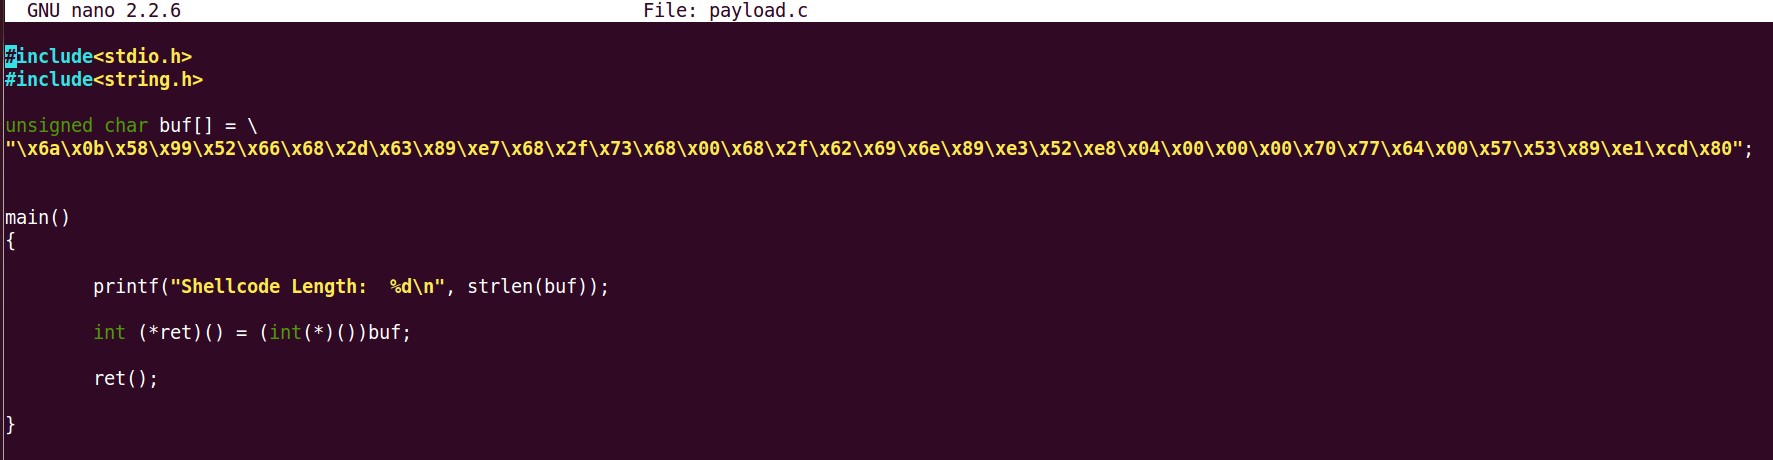 GNU nano 2.2.6 File: payload.c
#include<stdio.h>
#include<string.h>
unsigned char buf[] = \
"\x6a\x0b\x58\x99\x52\x66\x68\x2d\x63\x89\xe7\x68\x2f\x73\x68\x00\x68\x2f\x62\x69\x6e\x89\xe3\x52\xe8\x04\x00\x00\x00\x70\x77\x64\x00\x57\x53\x89\xe1\xcd\x80";
main()
{
printf("Shellcode Length:  %d\n", strlen(buf));
int (*ret)() = (int(*)())buf;
ret();
}